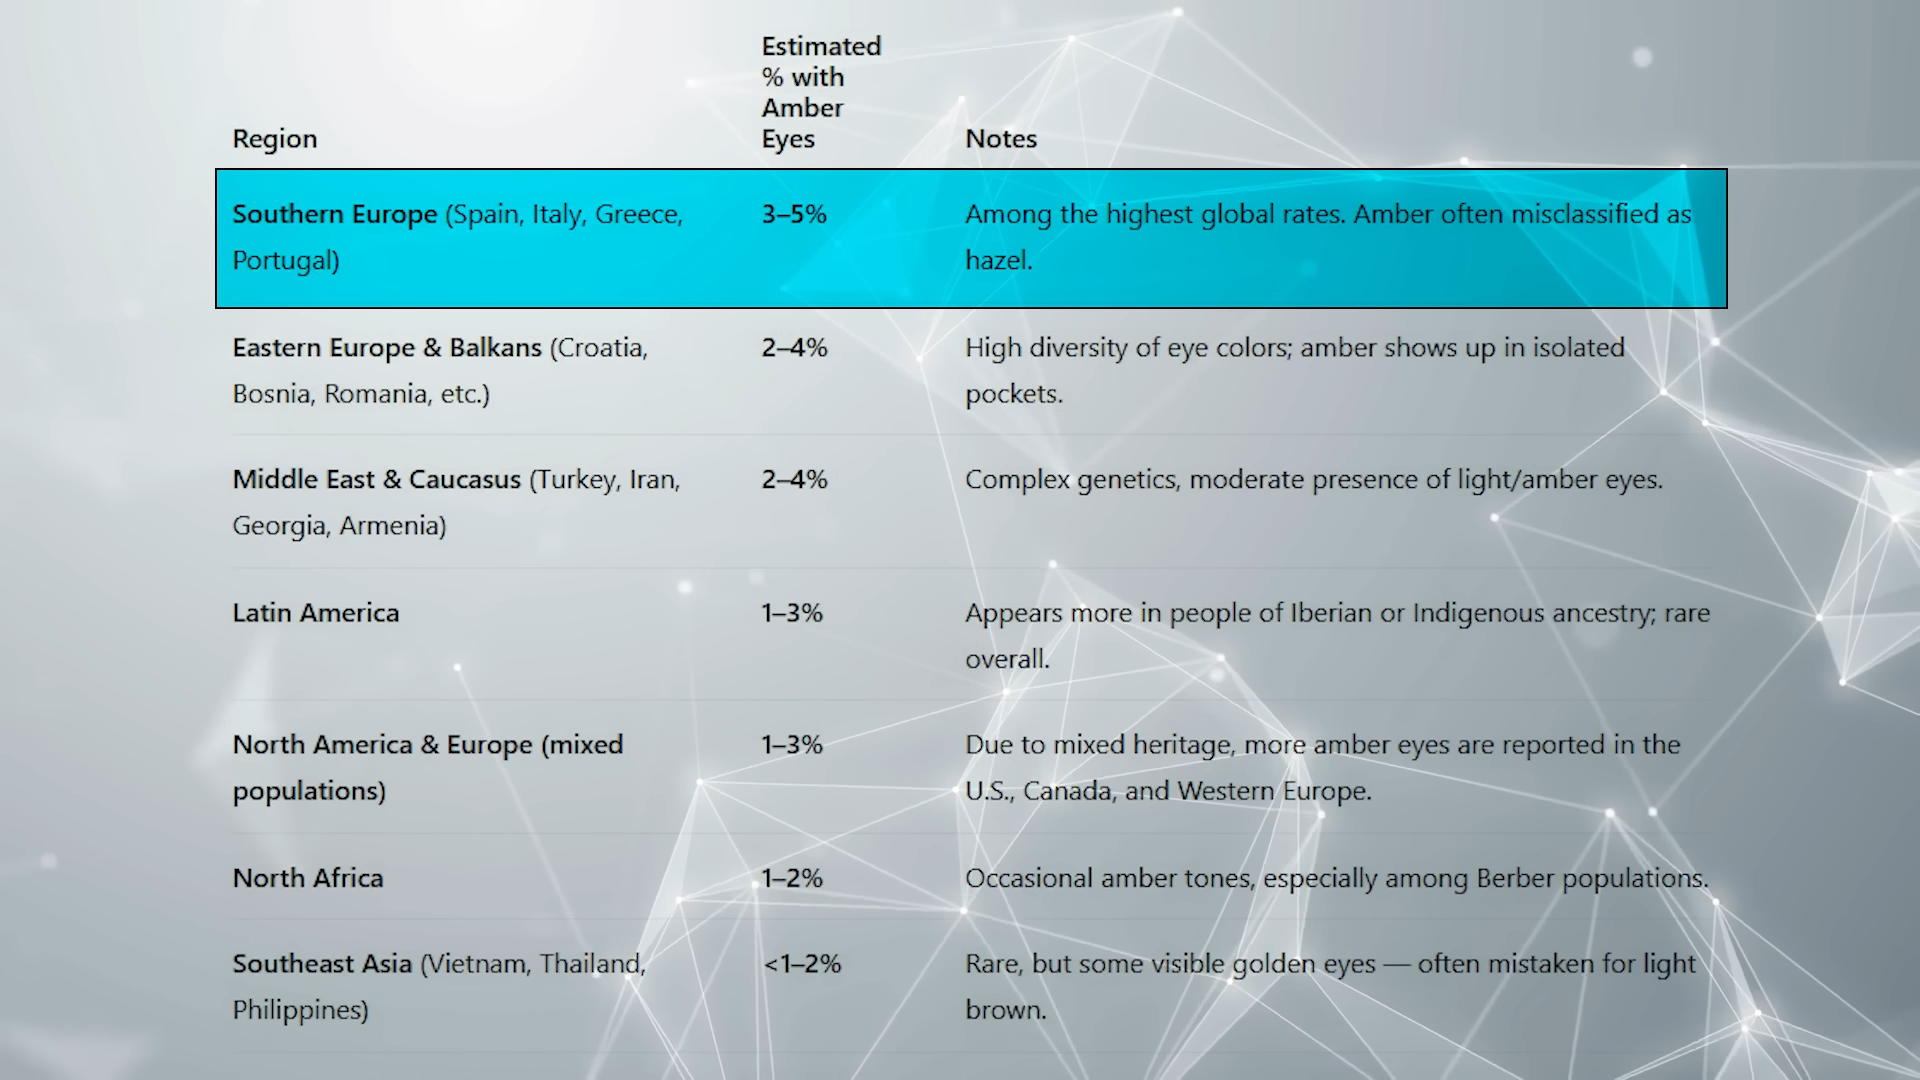 Estimated
% with
Amber
Region Eyes Notes
Southern Europe (Spain, Italy, Greece, 3–5% Among the highest global rates. Amber often misclassified as
Portugal) hazel.
Eastern Europe & Balkans (Croatia, 2–4% High diversity of eye colors; amber shows up in isolated
Bosnia, Romania, etc.) pockets.
Middle East & Caucasus (Turkey, Iran, 2–4% Complex genetics, moderate presence of light/amber eyes.
Georgia, Armenia)
Latin America 1–3% Appears more in people of Iberian or Indigenous ancestry; rare
overall.
North America & Europe (mixed 1–3% Due to mixed heritage, more amber eyes are reported in the
populations) U.S., Canada, and Western Europe.
North Africa 1–2% Occasional amber tones, especially among Berber populations.
Southeast Asia (Vietnam, Thailand, <1–2% Rare, but some visible golden eyes — often mistaken for light
Philippines) brown.